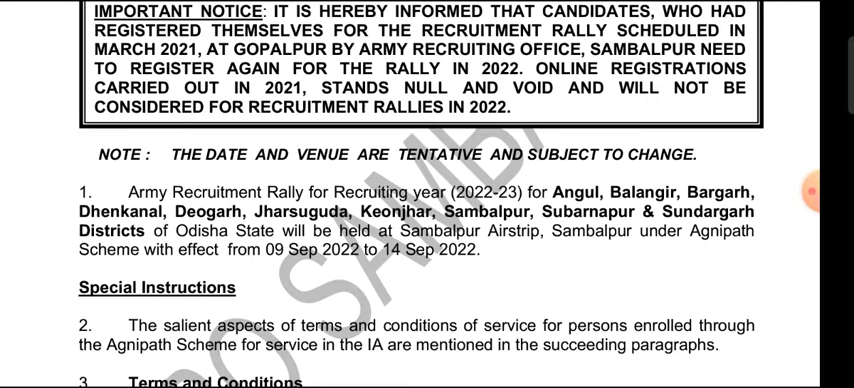 IMPORTANT NOTICE: IT IS HEREBY INFORMED THAT CANDIDATES, WHO HAD
REGISTERED THEMSELVES FOR THE RECRUITMENT RALLY SCHEDULED IN
MARCH 2021, AT GOPALPUR BY ARMY RECRUITING OFFICE, SAMBALPUR NEED
TO REGISTER AGAIN FOR THE RALLY IN 2022. ONLINE REGISTRATIONS
CARRIED OUT IN 2021, STANDS NULL AND VOID AND WILL NOT BE
CONSIDERED FOR RECRUITMENT RALLIES IN 2022.
NOTE : THE DATE AND VENUE ARE TENTATIVE AND SUBJECT TO CHANGE.
1. Army Recruitment Rally for Recruiting year (2022-23) for Angul, Balangir, Bargarh,
Dhenkanal, Deogarh, Jharsuguda, Keonjhar, Sambalpur, Subarnapur & Sundargarh
Districts of Odisha State will be held at Sambalpur Airstrip, Sambalpur under Agnipath
Scheme with effect from 09 Sep 2022 to 14 Sep 2022.
Special Instructions
2. The salient aspects of terms and conditions of service for persons enrolled through
the Agnipath Scheme for service in the IA are mentioned in the succeeding paragraphs.
3 Terms and Conditions